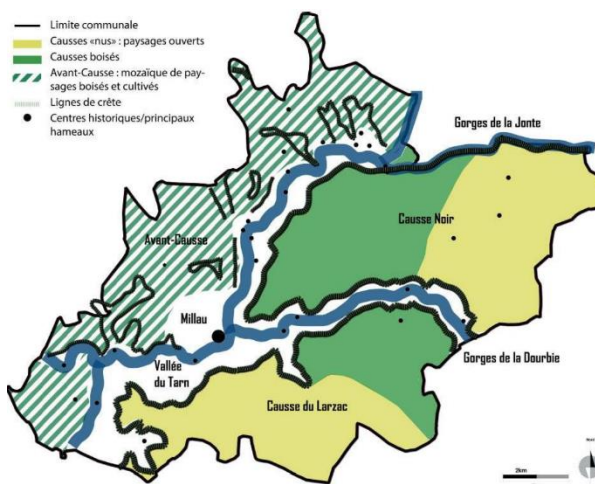 Limite communale
Causses «nus» : paysages ouverts
Causses boisés
Avant-Causse : mozaïque de pay-
sages boisés et cultivés
Lignes de crête
Centres historiques/principaux
hameaux
Gorges de la Jonte
Causse Noir
Avant-Causse
Millau
Gorges de la Dourbie
Vallée
du Tarn
Causse du Larzac
2km